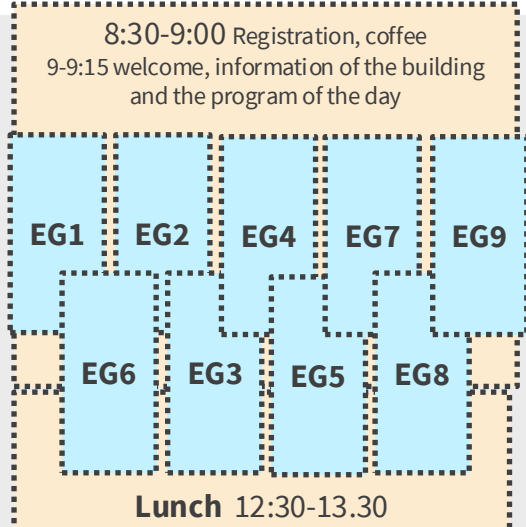 8:30-9:00 Registration, coffee
9-9:15 welcome, information of the building
and the program of the day
EG1 EG2 EG4 EG7 EG9
EG6 EG3 EG5 EG8
Lunch 12:30-13.30